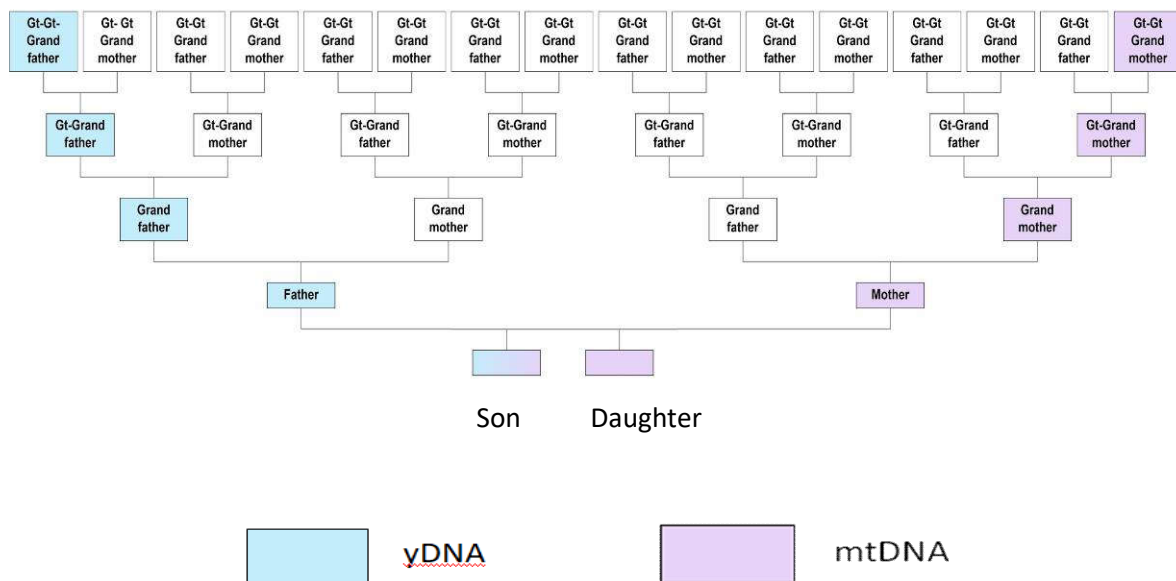 Gt-Gt-
Grand
father
Gt- Gt
Grand
mother
Gt-Gt
Grand
father
Gt-Gt
Grand
mother
Gt-Gt
Grand
father
Gt-Gt
Grand
mother
Gt-Gt
Grand
father
Gt-Gt
Grand
mother
Gt-Gt
Grand
father
Gt-Gt
Grand
mother
Gt-Gt
Grand
father
Gt-Gt
Grand
mother
Gt-Gt
Grand
father
Gt-Gt
Grand
mother
Gt-Gt
Grand
father
Gt-Gt
Grand
mother
Gt-Grand
father
Gt-Grand
mother
Gt-Grand
father
Gt-Grand
mother
Gt-Grand
father
Gt-Grand
mother
Gt-Grand
father
Gt-Grand
mother
Grand
father
Grand
mother
Grand
father
Grand
mother
Father
Mother
Son
Daughter
yDNA
mtDNA